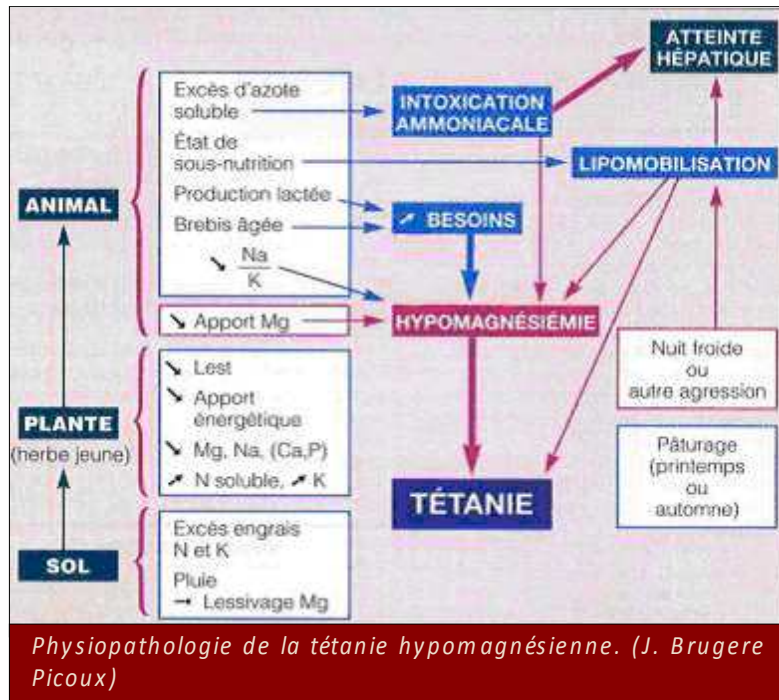 ATTEINTE
HÉPATIQUE
Excès d'azote
soluble
INTOXICATION
AMMONIACALE
État de
sous-nutrition
LIPOMOBILISATION
ANIMAL
Production lactée
Brebis âgée
↗ BESOINS
↘ Na
K
↘ Apport Mg
HYPOMAGNÉSIÉMIE
Nuit froide
ou
autre agression
PLANTE
(herbe jeune)
↘ Lest
↘ Apport
énergétique
↘ Mg, Na, (Ca,P)
↗ N soluble, ↗ K
Pâturage
(printemps
ou
automne)
TÉTANIE
SOL
Excès engrais
N et K
Pluie
→ Lessivage Mg
Physiopathologie de la tétanie hypomagnésienne. (J. Brugere
Picoux)